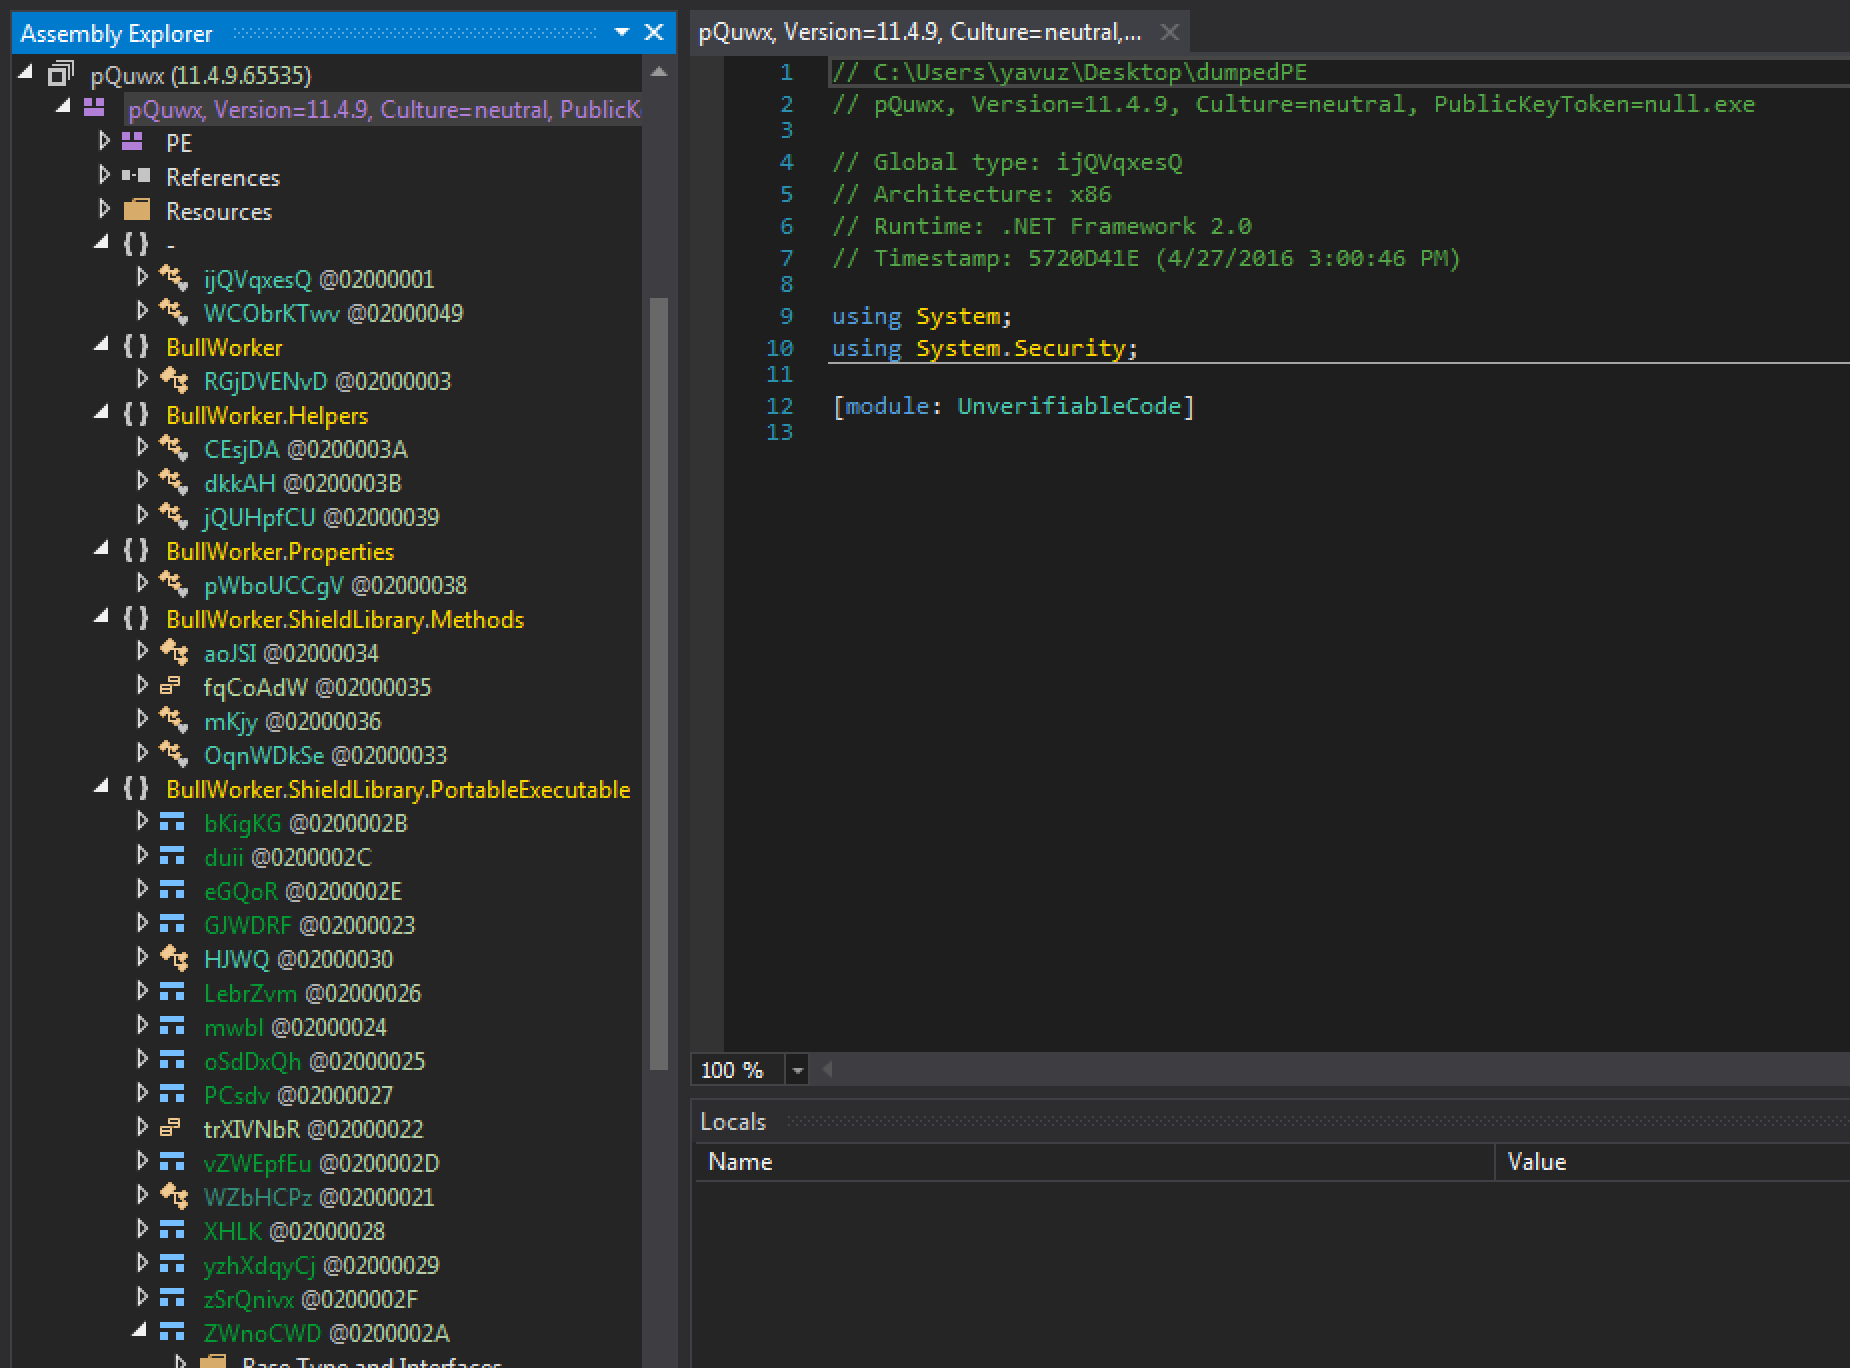 Assembly Explorer
pQuwx (11.4.9.65535)
pQuwx, Version=11.4.9, Culture=neutral, PublicK
PE
References
Resources
{ } -
ijQVqxesQ @02000001
WCObrKTwv @02000049
{ } BullWorker
RGjDVENvD @02000003
{ } BullWorker.Helpers
CEsjDA @0200003A
dkkAH @0200003B
jQUHpfCU @02000039
{ } BullWorker.Properties
pWboUCCgV @02000038
{ } BullWorker.ShieldLibrary.Methods
aoJSI @02000034
fqCoAdW @02000035
mKjy @02000036
OqnWDkSe @02000033
{ } BullWorker.ShieldLibrary.PortableExecutable
bKigKG @0200002B
duii @0200002C
eGQoR @0200002E
GJWDRF @02000023
HJWQ @02000030
LebrZvm @02000026
mwbl @02000024
oSdDxQh @02000025
PCsdv @02000027
trXIVNbR @02000022
vZWEpfEu @0200002D
WZbHCPz @02000021
XHLK @02000028
yzhXdqyCj @02000029
zSrQnivx @0200002F
ZWnoCWD @0200002A
Base Type and Interfaces
pQuwx, Version=11.4.9, Culture=neutral,...
1 // C:\Users\yavuz\Desktop\dumpedPE
2 // pQuwx, Version=11.4.9, Culture=neutral, PublicKeyToken=null.exe
3
4 // Global type: ijQVqxesQ
5 // Architecture: x86
6 // Runtime: .NET Framework 2.0
7 // Timestamp: 5720D41E (4/27/2016 3:00:46 PM)
8
9 using System;
10 using System.Security;
11
12 [module: UnverifiableCode]
13
100 %
Locals
Name Value